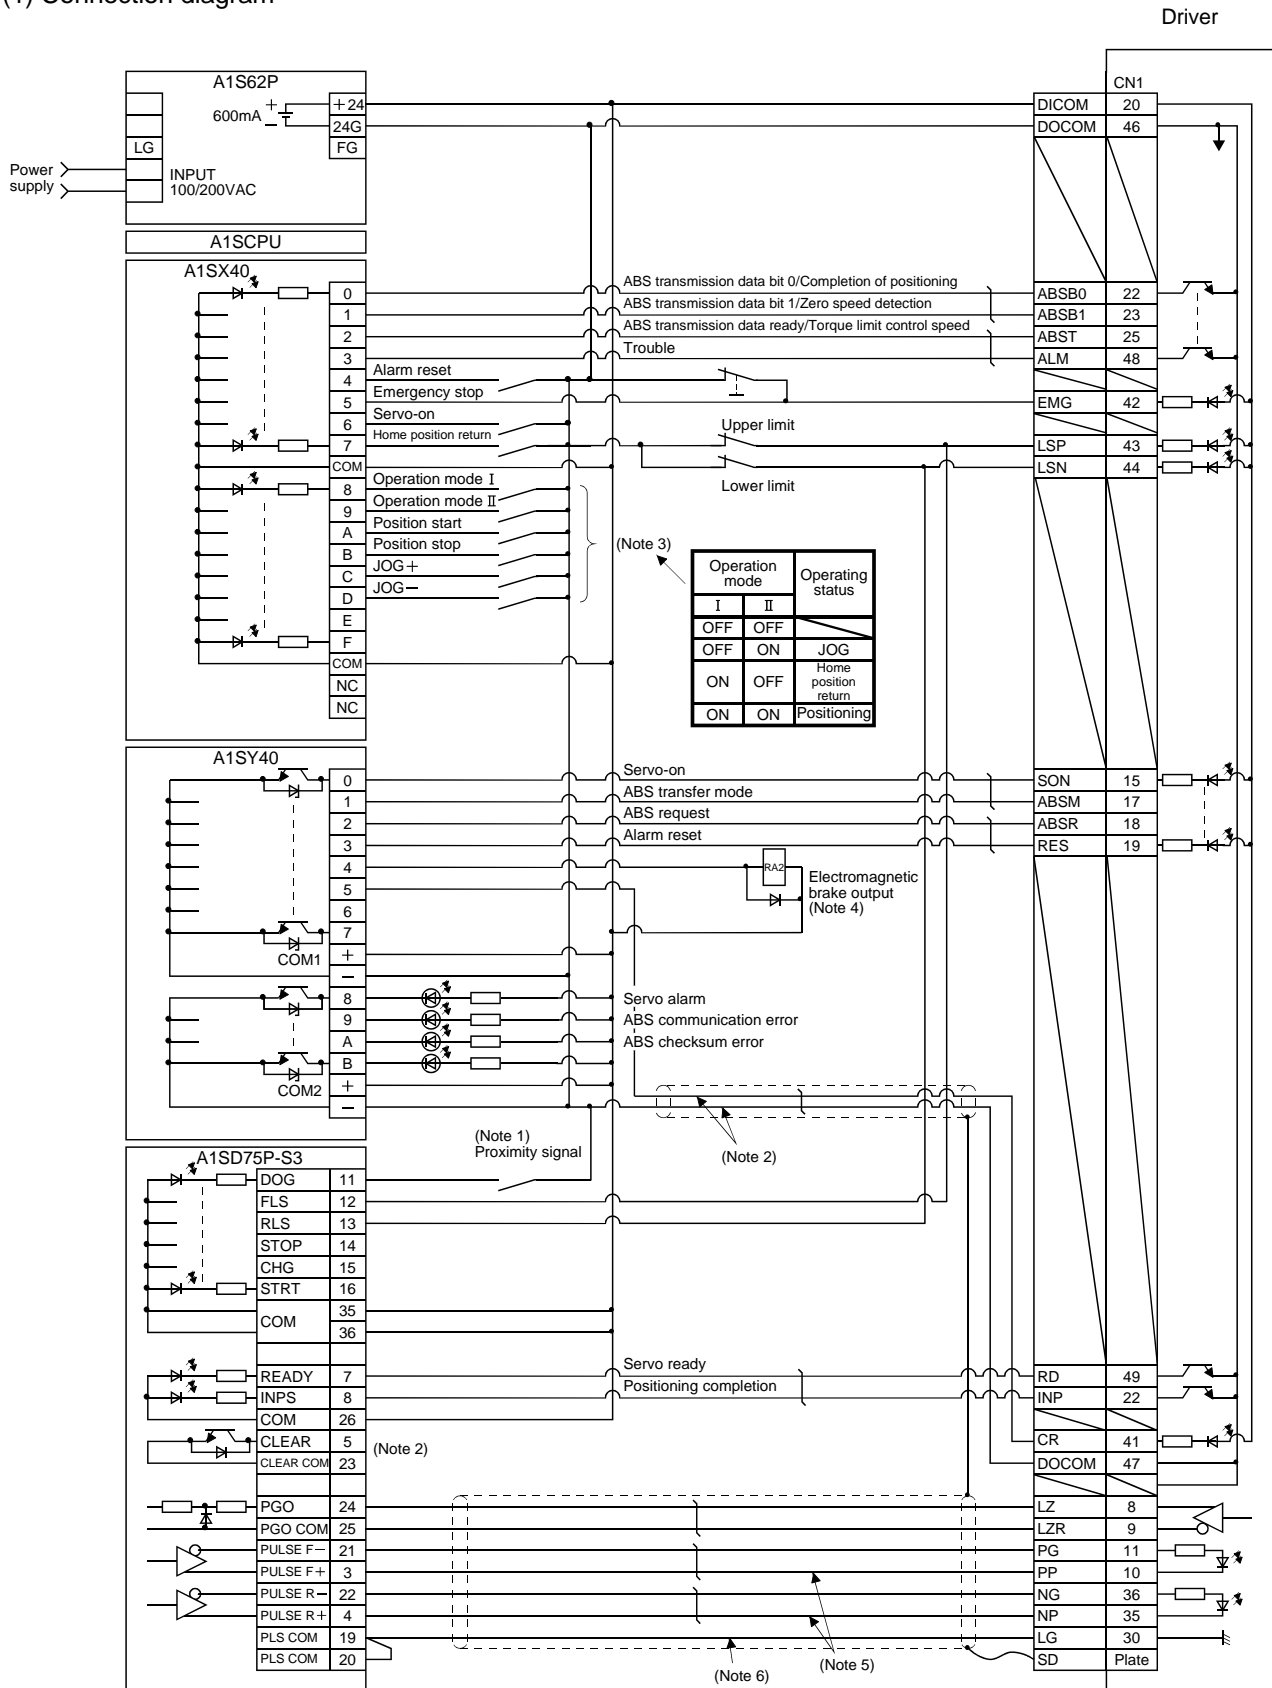 (1) Connection diagram
Driver
A1S62P
CN1
600mA
+
−
+24
24G
FG
LG
Power
supply
INPUT
100/200VAC
DICOM 20
DOCOM 46
A1SCPU
A1SX40
0
1
2
3
4
5
6
7
COM
8
9
A
B
C
D
E
F
COM
NC
NC
ABS transmission data bit 0/Completion of positioning
ABS transmission data bit 1/Zero speed detection
ABS transmission data ready/Torque limit control speed
Trouble
Alarm reset
Emergency stop
Servo-on
Home position return
Upper limit
Lower limit
Operation mode I
Operation mode II
Position start
Position stop
JOG+
JOG−
(Note 3)
ABSB0 22
ABSB1 23
ABST 25
ALM 48
EMG 42
LSP 43
LSN 44
Operation mode
Operating status
I II
OFF OFF
OFF ON JOG
ON OFF Home position return
ON ON Positioning
A1SY40
0
1
2
3
4
5
6
7
COM1
+
−
8
9
A
B
COM2
+
−
Servo-on
ABS transfer mode
ABS request
Alarm reset
RA2
Electromagnetic
brake output
(Note 4)
Servo alarm
ABS communication error
ABS checksum error
SON 15
ABSM 17
ABSR 18
RES 19
(Note 1)
Proximity signal
(Note 2)
A1SD75P-S3
DOG 11
FLS 12
RLS 13
STOP 14
CHG 15
STRT 16
COM 35
36
READY 7
INPS 8
COM 26
CLEAR 5
CLEAR COM 23
(Note 2)
PGO 24
PGO COM 25
PULSE F− 21
PULSE F+ 3
PULSE R− 22
PULSE R+ 4
PLS COM 19
PLS COM 20
Servo ready
Positioning completion
RD 49
INP 22
CR 41
DOCOM 47
LZ 8
LZR 9
PG 11
PP 10
NG 36
NP 35
LG 30
SD Plate
(Note 6)
(Note 5)